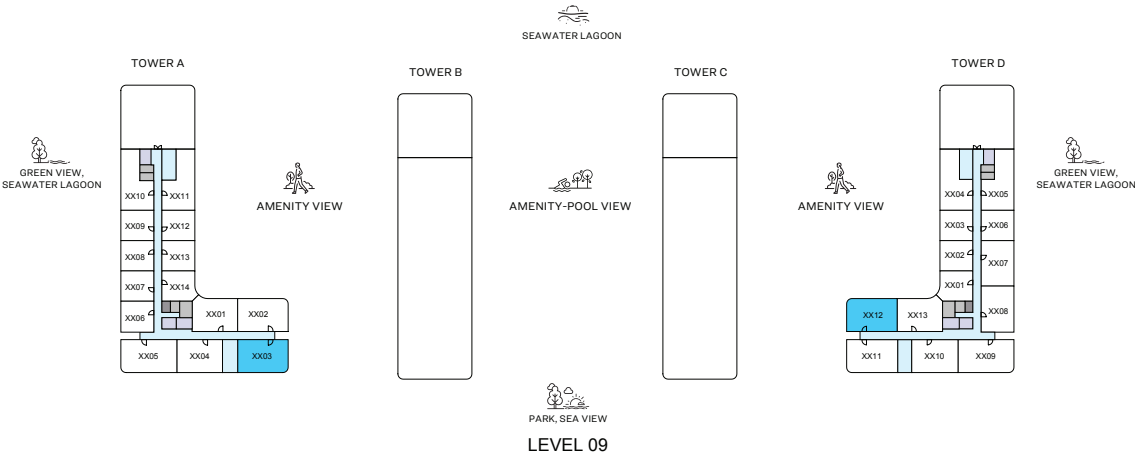 SEAWATER LAGOON
TOWER A
TOWER B
TOWER C
TOWER D
GREEN VIEW,
SEAWATER LAGOON
AMENITY VIEW
AMENITY-POOL VIEW
AMENITY VIEW
GREEN VIEW,
SEAWATER LAGOON
XX10 XX11
XX09 XX12
XX08 XX13
XX07 XX14
XX06
XX01 XX02
XX05 XX04 XX03
XX04 XX05
XX03 XX06
XX02 XX07
XX01
XX08
XX12 XX13
XX11 XX10 XX09
PARK, SEA VIEW
LEVEL 09